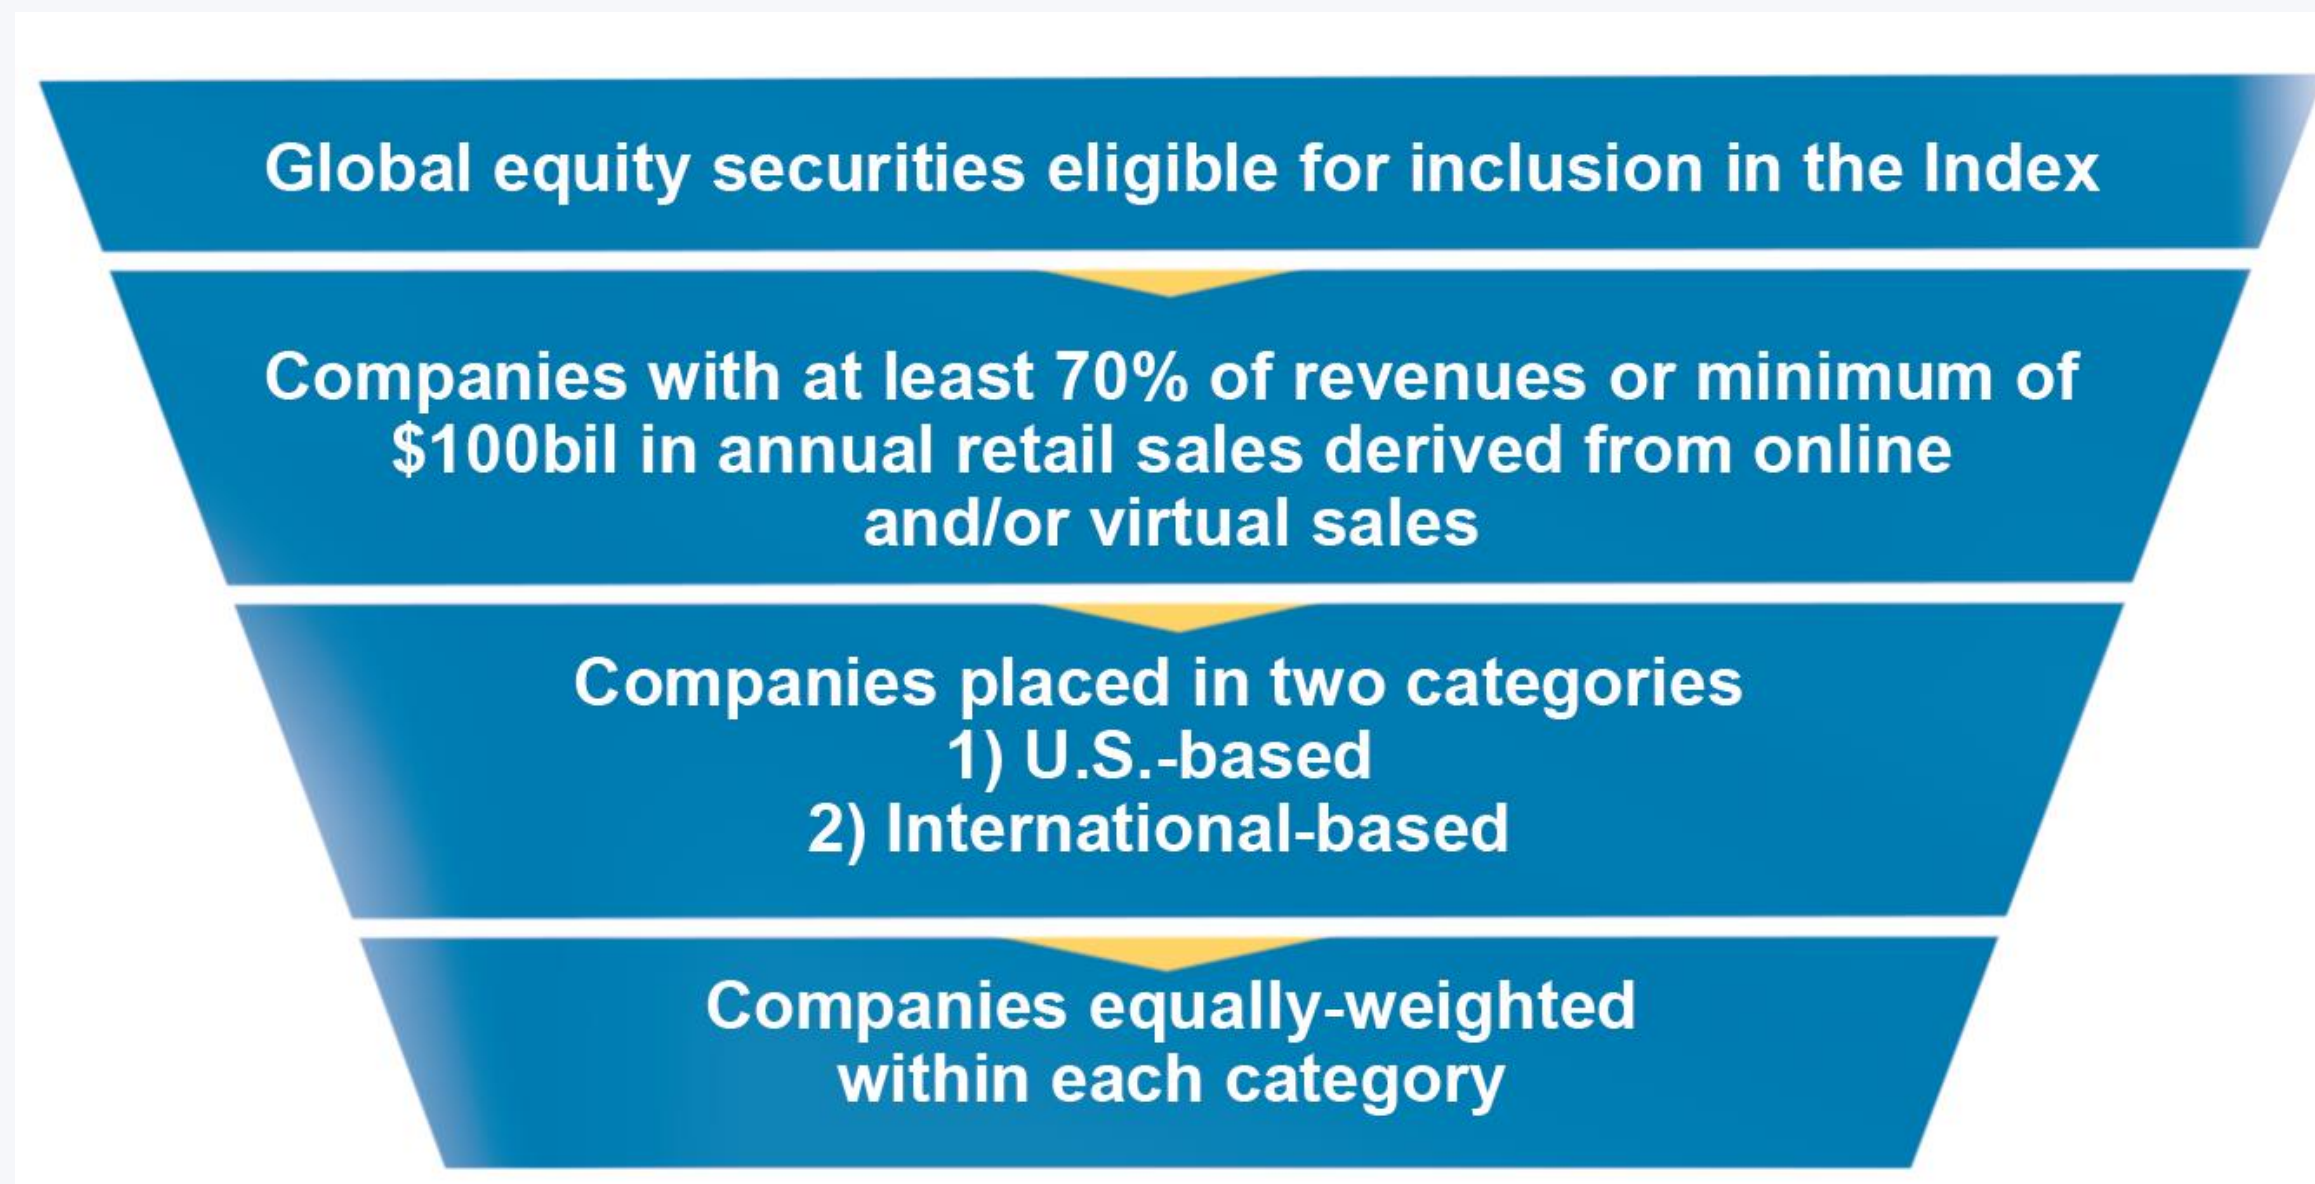 Global equity securities eligible for inclusion in the Index
Companies with at least 70% of revenues or minimum of
$100bil in annual retail sales derived from online
and/or virtual sales
Companies placed in two categories
1) U.S.-based
2) International-based
Companies equally-weighted
within each category